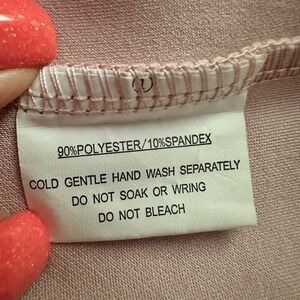 90%POLYESTER/10%SPANDEX
COLD GENTLE HAND WASH SEPARATELY
DO NOT SOAK OR WRING
DO NOT BLEACH